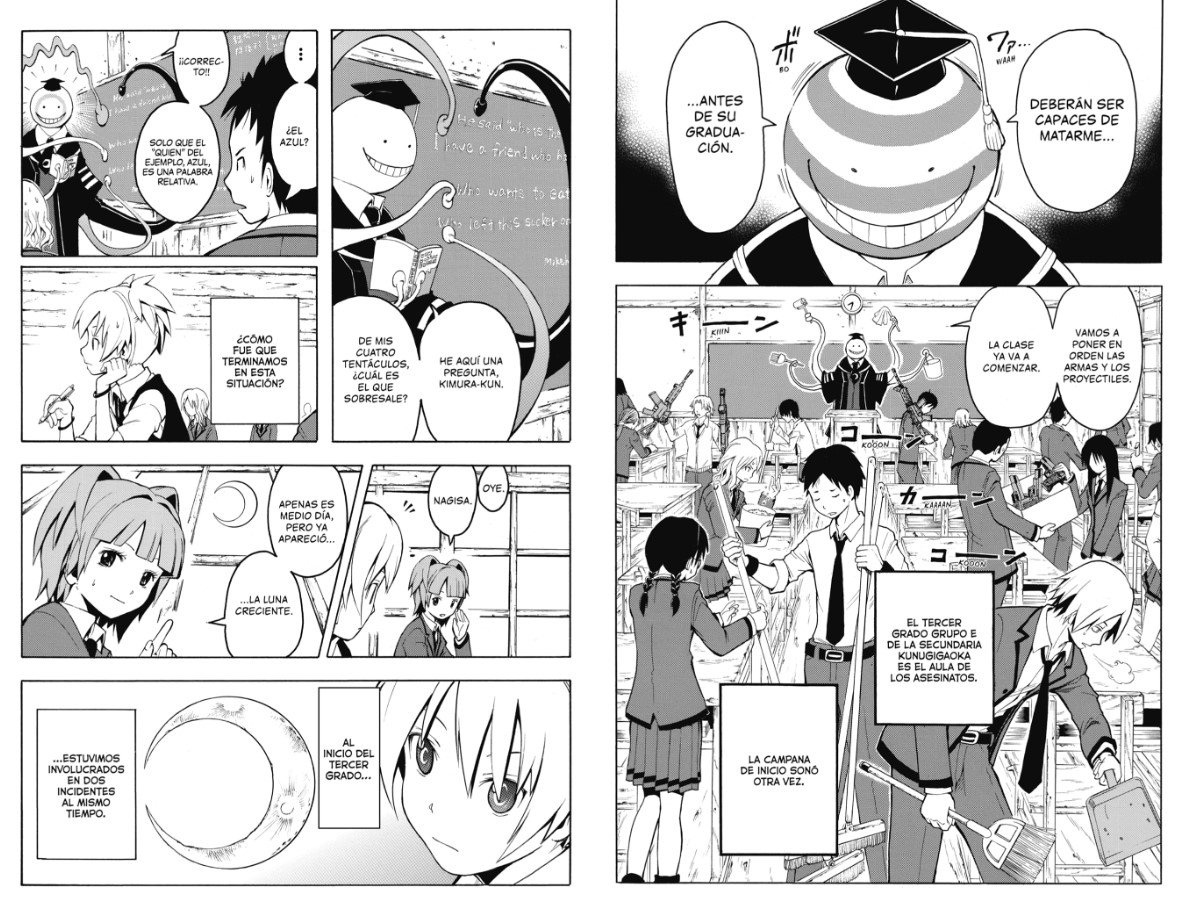 DEBERÁN SER
CAPACES DE
MATARME...
ワァ…
WAAH
ボ
BO
...ANTES
DE SU
GRADUA-
CIÓN.
VAMOS A
PONER EN
ORDEN LAS
ARMAS Y LOS
PROYECTILES.
LA CLASE
YA VA A
COMENZAR.
キーーン
KIIIN
コーーン
KOOON
カーーン
KAAAAN
コーーン
KOOON
EL TERCER
GRADO GRUPO E
DE LA SECUNDARIA
KUNUGIGAOKA
ES EL AULA DE
LOS ASESINATOS.
LA CAMPANA
DE INICIO SONÓ
OTRA VEZ.
He said "who is the
I have a friend who ha
Who wants to eat
left this sucker on
HE AQUÍ UNA
PREGUNTA,
KIMURA-KUN.
DE MIS
CUATRO
TENTÁCULOS,
¿CUÁL ES
EL QUE
SOBRESALE?
...
¿EL
AZUL?
¡¡CORREC-
TO!!
SOLO QUE EL
"QUIEN" DEL
EJEMPLO, AZUL,
ES UNA PALABRA
RELATIVA.
¿CÓMO
FUE QUE
TERMINAMOS
EN ESTA
SITUACIÓN?
OYE.
NAGISA.
APENAS ES
MEDIO DÍA,
PERO YA
APARECIÓ...
...LA LUNA
CRECIENTE.
AL
INICIO DEL
TERCER
GRADO...
...ESTUVIMOS
INVOLUCRADOS
EN DOS
INCIDENTES
AL MISMO
TIEMPO.